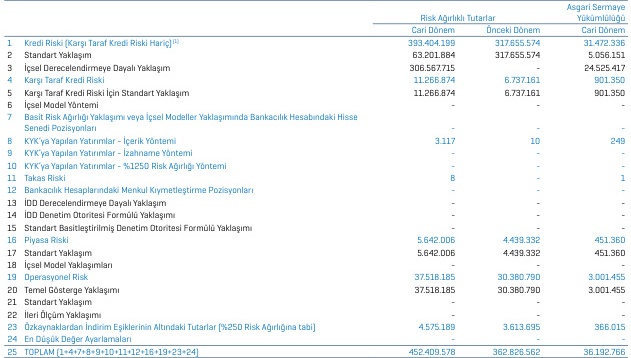 Asgari Sermaye
Risk Ağırlıklı Tutarlar Yükümlülüğü
Cari Dönem Önceki Dönem Cari Dönem
1 Kredi Riski (Karşı Taraf Kredi Riski Hariç) (1) 393.404.199 317.655.574 31.472.336
2 Standart Yaklaşım 63.201.884 317.655.574 5.056.151
3 İçsel Derecelendirmeye Dayalı Yaklaşım 306.567.715 - 24.525.417
4 Karşı Taraf Kredi Riski 11.266.874 6.737.161 901.350
5 Karşı Taraf Kredi Riski İçin Standart Yaklaşım 11.266.874 6.737.161 901.350
6 İçsel Model Yöntemi - - -
7 Basit Risk Ağırlığı Yaklaşımı veya İçsel Modeller Yaklaşımında Bankacılık Hesabındaki Hisse
Senedi Pozisyonları - - -
8 KYK'ya Yapılan Yatırımlar - İçerik Yöntemi 3.117 10 249
9 KYK'ya Yapılan Yatırımlar - İzahname Yöntemi - - -
10 KYK'ya Yapılan Yatırımlar - %1250 Risk Ağırlığı Yöntemi - - -
11 Takas Riski 8 - 1
12 Bankacılık Hesaplarındaki Menkul Kıymetleştirme Pozisyonları - - -
13 İDD Derecelendirmeye Dayalı Yaklaşım - - -
14 İDD Denetim Otoritesi Formülü Yaklaşımı - - -
15 Standart Basitleştirilmiş Denetim Otoritesi Formülü Yaklaşımı - - -
16 Piyasa Riski 5.642.006 4.439.332 451.360
17 Standart Yaklaşım 5.642.006 4.439.332 451.360
18 İçsel Model Yaklaşımları - - -
19 Operasyonel Risk 37.518.185 30.380.790 3.001.455
20 Temel Gösterge Yaklaşımı 37.518.185 30.380.790 3.001.455
21 Standart Yaklaşım - - -
22 İleri Ölçüm Yaklaşımı - - -
23 Özkaynaklardan İndirim Eşiklerinin Altındaki Tutarlar (%250 Risk Ağırlığına tabi) 4.575.189 3.613.695 366.015
24 En Düşük Değer Ayarlamaları - - -
25 TOPLAM (1+4+7+8+9+10+11+12+16+19+23+24) 452.409.578 362.826.562 36.192.766